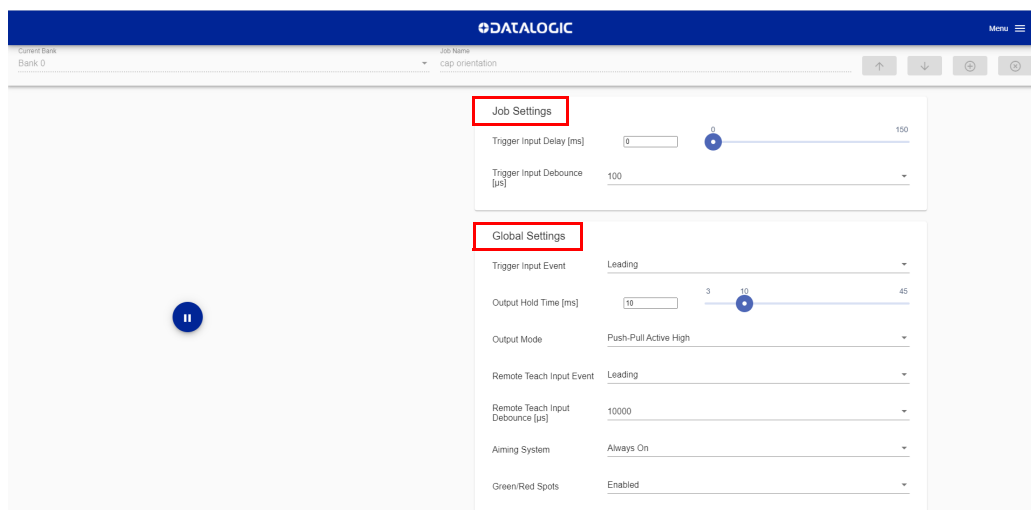 DATALOGIC
Menu
Current Bank
Bank 0
Job Name
cap orientation
Job Settings
Trigger Input Delay [ms]
0
0
150
Trigger Input Debounce
[µs]
100
Global Settings
Trigger Input Event
Leading
Output Hold Time [ms]
10
3
10
45
Output Mode
Push-Pull Active High
Remote Teach Input Event
Leading
Remote Teach Input
Debounce [µs]
10000
Aiming System
Always On
Green/Red Spots
Enabled